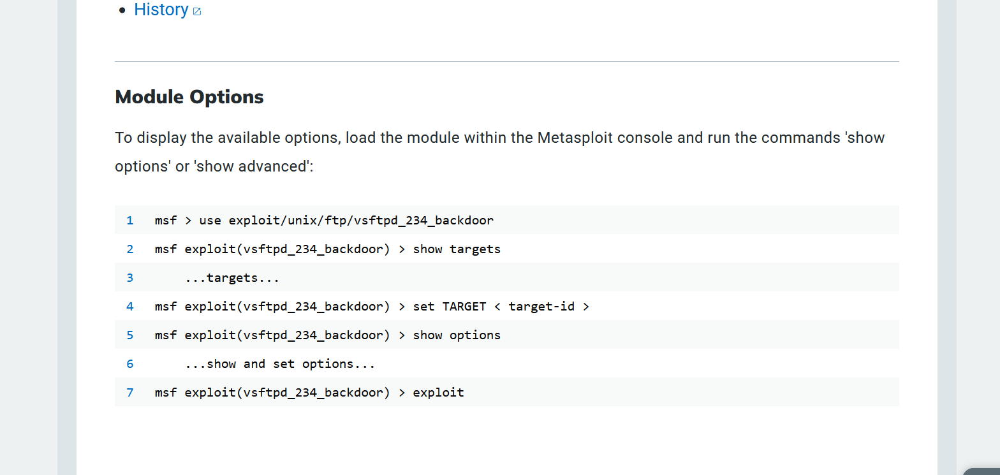 History
Module Options
To display the available options, load the module within the Metasploit console and run the commands 'show
options' or 'show advanced':
1 msf > use exploit/unix/ftp/vsftpd_234_backdoor
2 msf exploit(vsftpd_234_backdoor) > show targets
3 ...targets...
4 msf exploit(vsftpd_234_backdoor) > set TARGET < target-id >
5 msf exploit(vsftpd_234_backdoor) > show options
6 ...show and set options...
7 msf exploit(vsftpd_234_backdoor) > exploit